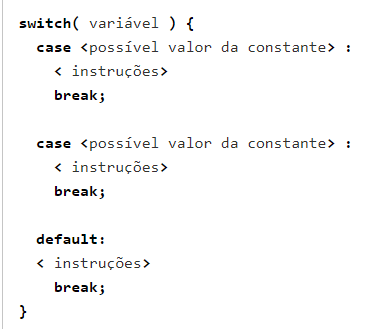 switch( variável ) {
case <possível valor da constante> :
< instruções>
break;
case <possível valor da constante> :
< instruções>
break;
default:
< instruções>
break;
}